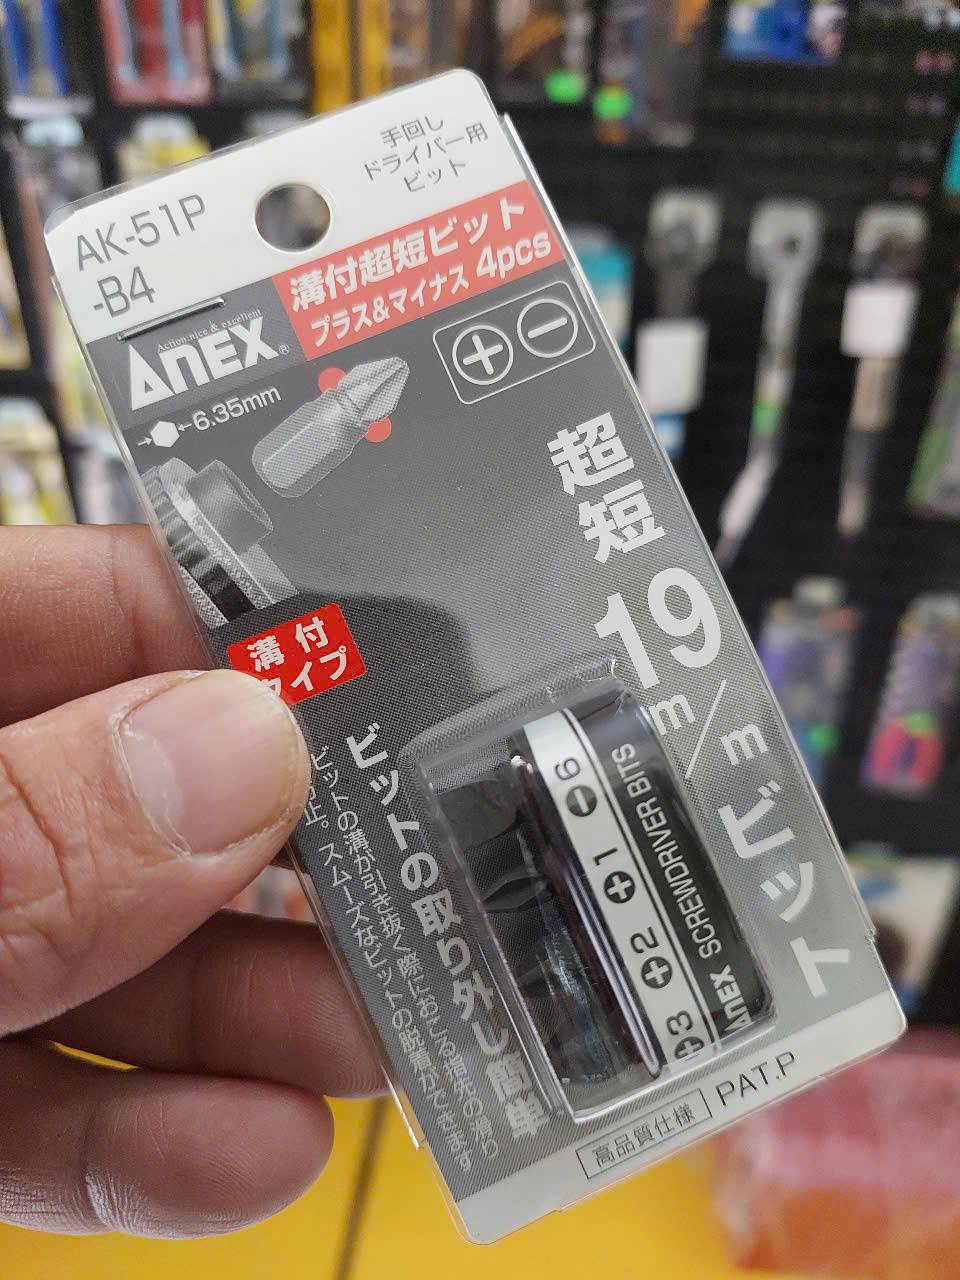 手回し
ドライバー用
ビット
AK-51P
-B4
溝付超短ビット
プラス&マイナス 4pcs
Action:nice & excellent
ANEX®
6.35mm
超短
19m/mビット
溝付
タイプ
ビットの取り外し簡単
ビットの溝が引き抜く際におこる指先の滑り
防止。スムーズなビットの脱着ができます
-6
+1
+2
+3
ANEX SCREWDRIVER BITS
高品質仕様
PAT.P